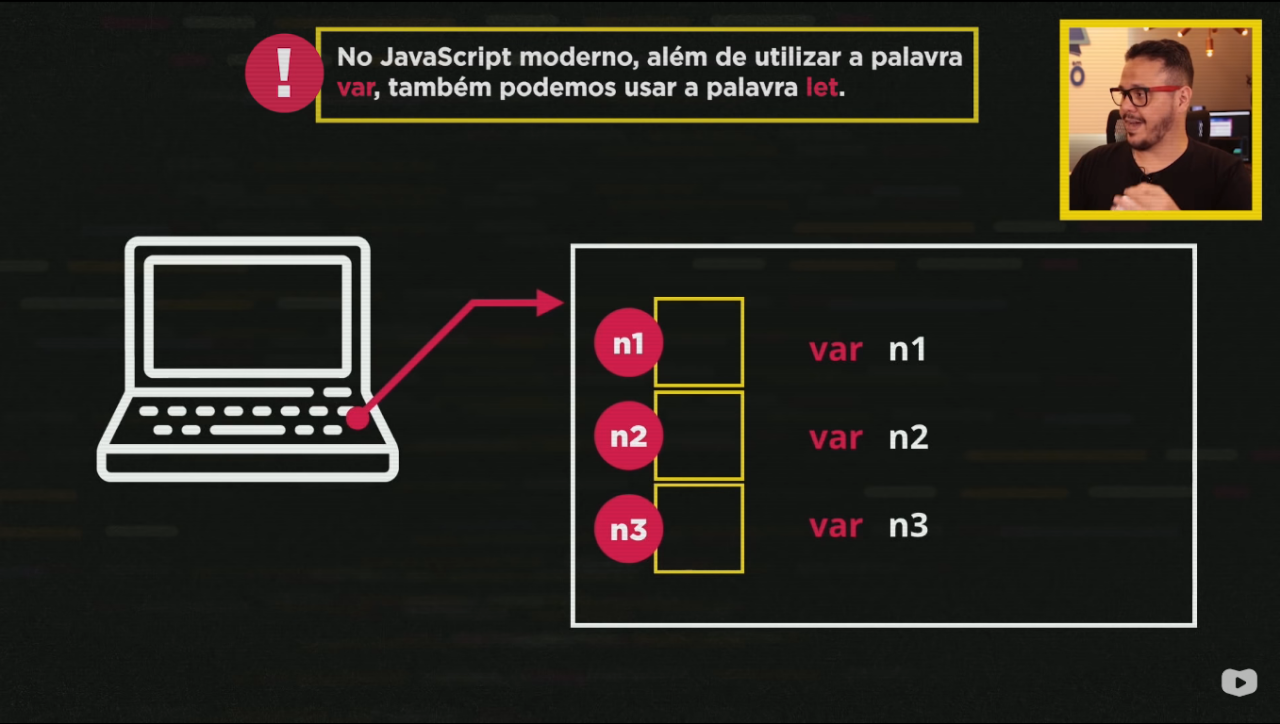 !
No JavaScript moderno, além de utilizar a palavra
var, também podemos usar a palavra let.
n1
var n1
n2
var n2
n3
var n3